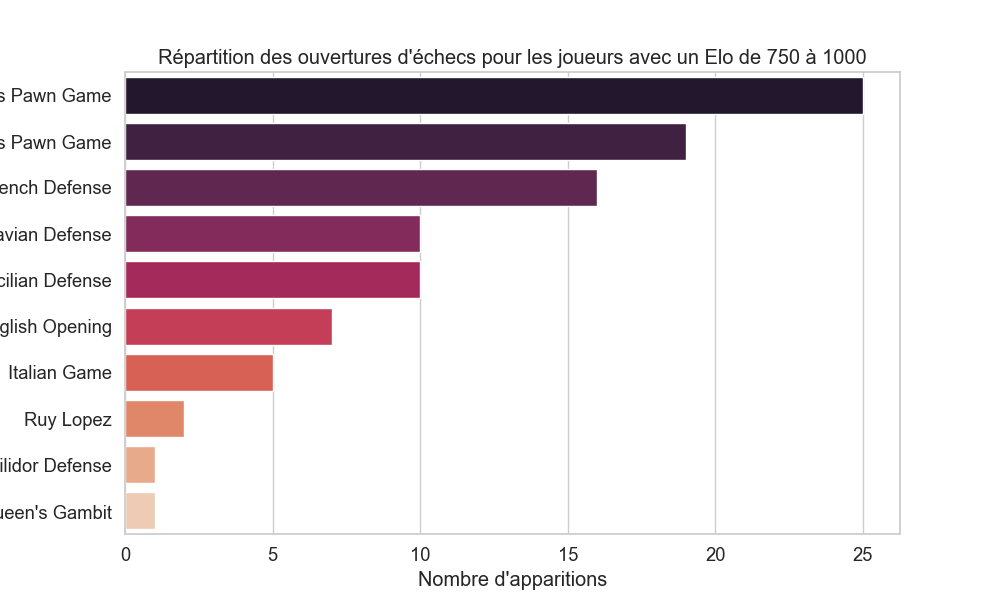 Répartition des ouvertures d'échecs pour les joueurs avec un Elo de 750 à 1000
s Pawn Game
s Pawn Game
ench Defense
avian Defense
cilian Defense
glish Opening
Italian Game
Ruy Lopez
ilidor Defense
ueen's Gambit
0 5 10 15 20 25
Nombre d'apparitions